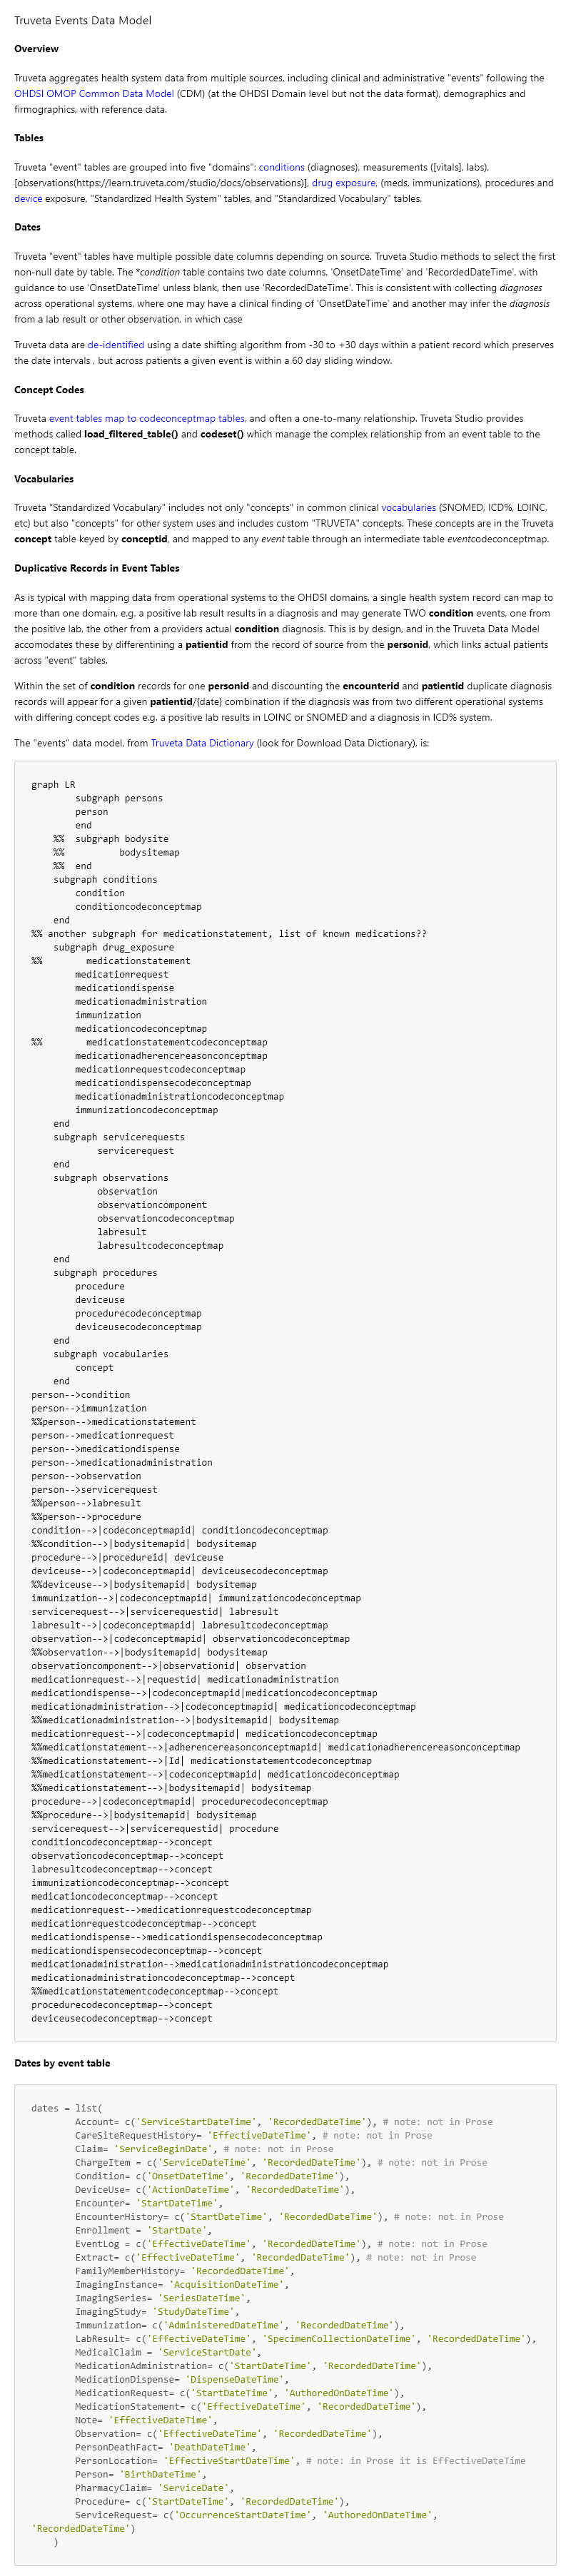 Truveta Events Data Model
Overview
Truveta aggregates health system data from multiple sources, including clinical and administrative "events" following the
OHDSI OMOP Common Data Model (CDM) (at the OHDSI Domain level but not the data format), demographics and
firmographics, with reference data.
Tables
Truveta "event" tables are grouped into five "domains": conditions (diagnoses), measurements ([vitals], labs),
[observations(https://learn.truveta.com/studio/docs/observations)], drug exposure, (meds, immunizations), procedures and
device exposure, "Standardized Health System" tables, and "Standardized Vocabulary" tables.
Dates
Truveta "event" tables have multiple possible date columns depending on source. Truveta Studio methods to select the first
non-null date by table. The *condition table contains two date columns, 'OnsetDateTime' and 'RecordedDateTime', with
guidance to use 'OnsetDateTime' unless blank, then use 'RecordedDateTime'. This is consistent with collecting diagnoses
across operational systems, where one may have a clinical finding of 'OnsetDateTime' and another may infer the diagnosis
from a lab result or other observation, in which case
Truveta data are de-identified using a date shifting algorithm from -30 to +30 days within a patient record which preserves
the date intervals , but across patients a given event is within a 60 day sliding window.
Concept Codes
Truveta event tables map to codeconceptmap tables, and often a one-to-many relationship. Truveta Studio provides
methods called load_filtered_table() and codeset() which manage the complex relationship from an event table to the
concept table.
Vocabularies
Truveta "Standardized Vocabulary" includes not only "concepts" in common clinical vocabularies (SNOMED, ICD%, LOINC,
etc) but also "concepts" for other system uses and includes custom "TRUVETA" concepts. These concepts are in the Truveta
concept table keyed by conceptid, and mapped to any event table through an intermediate table eventcodeconceptmap.
Duplicative Records in Event Tables
As is typical with mapping data from operational systems to the OHDSI domains, a single health system record can map to
more than one domain, e.g. a positive lab result results in a diagnosis and may generate TWO condition events, one from
the positive lab, the other from a providers actual condition diagnosis. This is by design, and in the Truveta Data Model
accomodates these by differentining a patientid from the record of source from the personid, which links actual patients
across "event" tables.
Within the set of condition records for one personid and discounting the encounterid and patientid duplicate diagnosis
records will appear for a given patientid/(date) combination if the diagnosis was from two different operational systems
with differing concept codes e.g. a positive lab results in LOINC or SNOMED and a diagnosis in ICD% system.
The "events" data model, from Truveta Data Dictionary (look for Download Data Dictionary), is:
graph LR
subgraph persons
person
end
%% subgraph bodysite
%% bodysitemap
%% end
subgraph conditions
condition
conditioncodeconceptmap
end
%% another subgraph for medicationstatement, list of known medications??
subgraph drug_exposure
%% medicationstatement
medicationrequest
medicationdispense
medicationadministration
immunization
medicationcodeconceptmap
%% medicationstatementcodeconceptmap
medicationadherencereasonconceptmap
medicationrequestcodeconceptmap
medicationdispensecodeconceptmap
medicationadministrationcodeconceptmap
immunizationcodeconceptmap
end
subgraph servicerequests
servicerequest
end
subgraph observations
observation
observationcomponent
observationcodeconceptmap
labresult
labresultcodeconceptmap
end
subgraph procedures
procedure
deviceuse
procedurecodeconceptmap
deviceusecodeconceptmap
end
subgraph vocabularies
concept
end
person-->condition
person-->immunization
%%person-->medicationstatement
person-->medicationrequest
person-->medicationdispense
person-->medicationadministration
person-->observation
person-->servicerequest
%%person-->labresult
%%person-->procedure
condition-->|codeconceptmapid| conditioncodeconceptmap
%%condition-->|bodysitemapid| bodysitemap
procedure-->|procedureid| deviceuse
deviceuse-->|codeconceptmapid| deviceusecodeconceptmap
%%deviceuse-->|bodysitemapid| bodysitemap
immunization-->|codeconceptmapid| immunizationcodeconceptmap
servicerequest-->|servicerequestid| labresult
labresult-->|codeconceptmapid| labresultcodeconceptmap
observation-->|codeconceptmapid| observationcodeconceptmap
%%observation-->|bodysitemapid| bodysitemap
observationcomponent-->|observationid| observation
medicationrequest-->|requestid| medicationadministration
medicationdispense-->|codeconceptmapid|medicationcodeconceptmap
medicationadministration-->|codeconceptmapid| medicationcodeconceptmap
%%medicationadministration-->|bodysitemapid| bodysitemap
medicationrequest-->|codeconceptmapid| medicationcodeconceptmap
%%medicationstatement-->|adherencereasonconceptmapid| medicationadherencereasonconceptmap
%%medicationstatement-->|Id| medicationstatementcodeconceptmap
%%medicationstatement-->|codeconceptmapid| medicationcodeconceptmap
%%medicationstatement-->|bodysitemapid| bodysitemap
procedure-->|codeconceptmapid| procedurecodeconceptmap
%%procedure-->|bodysitemapid| bodysitemap
servicerequest-->|servicerequestid| procedure
conditioncodeconceptmap-->concept
observationcodeconceptmap-->concept
labresultcodeconceptmap-->concept
immunizationcodeconceptmap-->concept
medicationcodeconceptmap-->concept
medicationrequest-->medicationrequestcodeconceptmap
medicationrequestcodeconceptmap-->concept
medicationdispense-->medicationdispensecodeconceptmap
medicationdispensecodeconceptmap-->concept
medicationadministration-->medicationadministrationcodeconceptmap
medicationadministrationcodeconceptmap-->concept
%%medicationstatementcodeconceptmap-->concept
procedurecodeconceptmap-->concept
deviceusecodeconceptmap-->concept
Dates by event table
dates = list(
Account= c('ServiceStartDateTime', 'RecordedDateTime'), # note: not in Prose
CareSiteRequestHistory= 'EffectiveDateTime', # note: not in Prose
Claim= 'ServiceBeginDate', # note: not in Prose
ChargeItem = c('ServiceDateTime', 'RecordedDateTime'), # note: not in Prose
Condition= c('OnsetDateTime', 'RecordedDateTime'),
DeviceUse= c('ActionDateTime', 'RecordedDateTime'),
Encounter= 'StartDateTime',
EncounterHistory= c('StartDateTime', 'RecordedDateTime'), # note: not in Prose
Enrollment = 'StartDate',
EventLog = c('EffectiveDateTime', 'RecordedDateTime'), # note: not in Prose
Extract= c('EffectiveDateTime', 'RecordedDateTime'), # note: not in Prose
FamilyMemberHistory= 'RecordedDateTime',
ImagingInstance= 'AcquisitionDateTime',
ImagingSeries= 'SeriesDateTime',
ImagingStudy= 'StudyDateTime',
Immunization= c('AdministeredDateTime', 'RecordedDateTime'),
LabResult= c('EffectiveDateTime', 'SpecimenCollectionDateTime', 'RecordedDateTime'),
MedicalClaim = 'ServiceStartDate',
MedicationAdministration= c('StartDateTime', 'RecordedDateTime'),
MedicationDispense= 'DispenseDateTime',
MedicationRequest= c('StartDateTime', 'AuthoredOnDateTime'),
MedicationStatement= c('EffectiveDateTime', 'RecordedDateTime'),
Note= 'EffectiveDateTime',
Observation= c('EffectiveDateTime', 'RecordedDateTime'),
PersonDeathFact= 'DeathDateTime',
PersonLocation= 'EffectiveStartDateTime', # note: in Prose it is EffectiveDateTime
Person= 'BirthDateTime',
PharmacyClaim= 'ServiceDate',
Procedure= c('StartDateTime', 'RecordedDateTime'),
ServiceRequest= c('OccurrenceStartDateTime', 'AuthoredOnDateTime',
'RecordedDateTime')
)